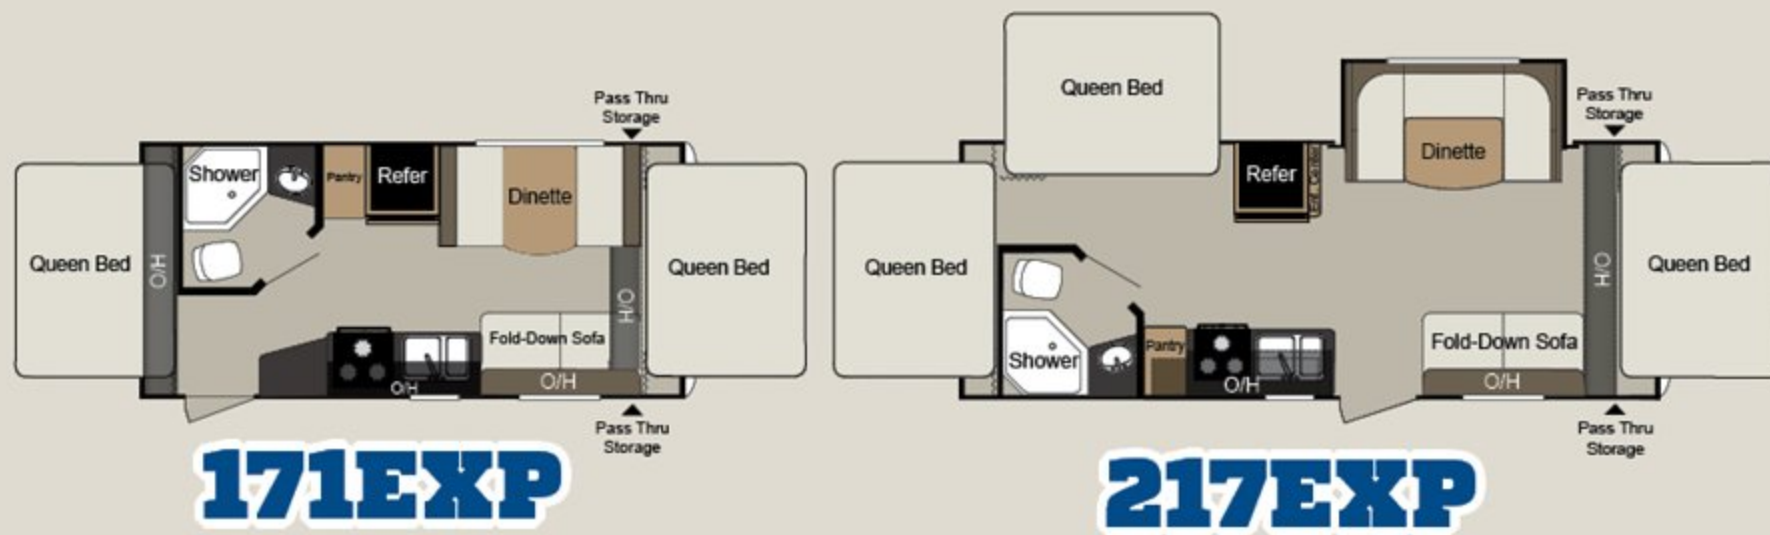 Pass Thru
Storage
Shower
Pantry
Refer
Dinette
Queen Bed
O/H
Queen Bed
O/H
Fold-Down Sofa
O/H
O/H
Pass Thru
Storage
171EXP
Queen Bed
Pass Thru
Storage
Refer
Dinette
Queen Bed
O/H
Queen Bed
Shower
Pantry
Fold-Down Sofa
O/H
O/H
Pass Thru
Storage
217EXP